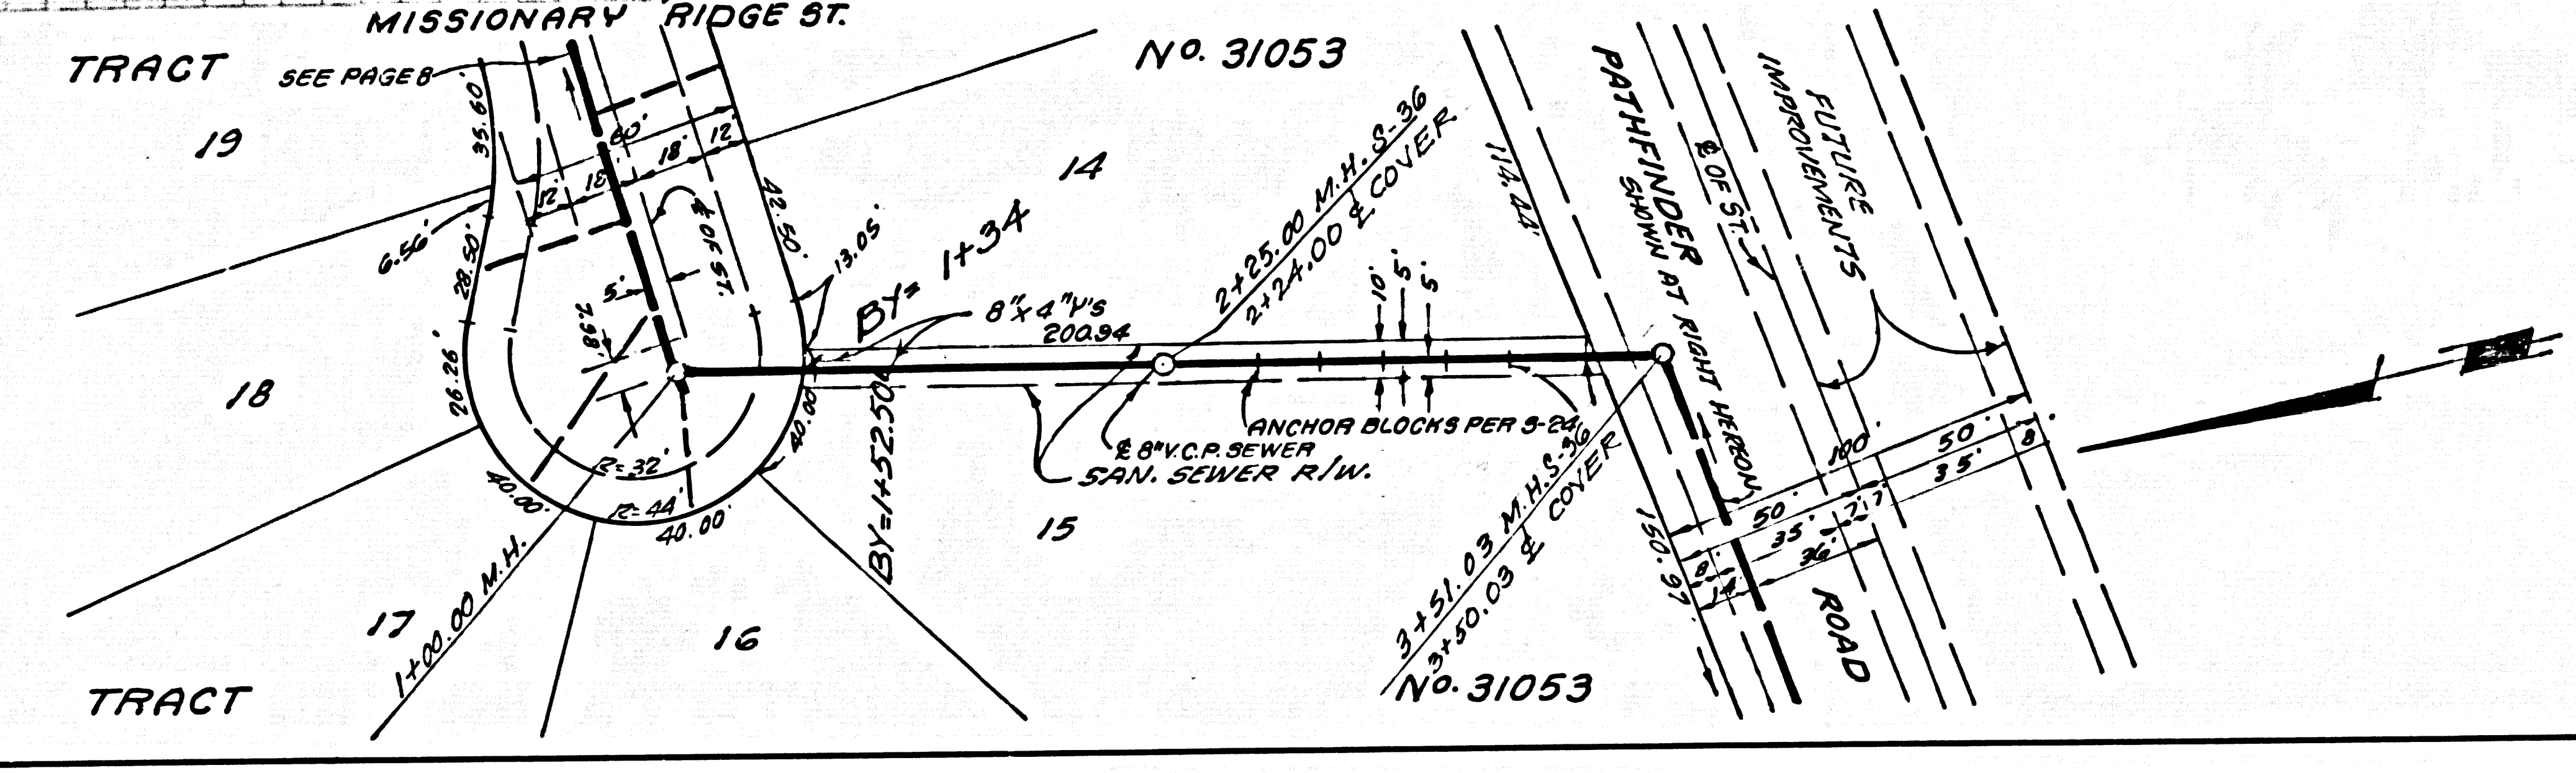 MISSIONARY RIDGE ST.
TRACT
SEE PAGE 8
No. 31053
19
35.60'
60'
18'
12'
12'
18'
6.56'
28.50'
℄ OF ST.
42.50'
13.05'
5'
7.98'
26.26'
18
14
BY= 1+34
8"x4"Y'S
200.94
2+25.00 M.H. S-36
2+24.00 ℄ COVER
10'
5'
5'
114.44'
PATHFINDER
SHOWN AT RIGHT HEREON
℄ OF ST.
FUTURE
IMPROVEMENTS
40.00'
BY=1+52.50
ANCHOR BLOCKS PER S-24
℄ 8"V.C.P. SEWER
SAN. SEWER R/W.
R=32'
R=44'
40.00'
40.00'
15
17
16
1+00.00 M.H.
3+51.03 M.H. S-36
3+50.03 ℄ COVER
150.97'
100'
50'
50'
8'
35'
35'
7'
7'
8'
36'
14'
ROAD
TRACT
No. 31053